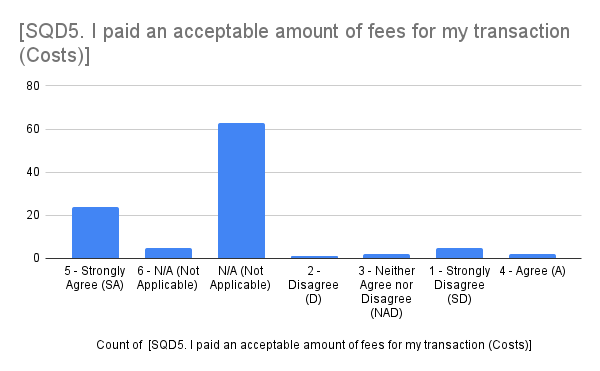 [SQD5. I paid an acceptable amount of fees for my transaction
(Costs)]
80
60
40
20
0
5 - Strongly
Agree (SA)
6 - N/A (Not
Applicable)
N/A (Not
Applicable)
2 -
Disagree
(D)
3 - Neither
Agree nor
Disagree
(NAD)
1 - Strongly
Disagree
(SD)
4 - Agree (A)
Count of [SQD5. I paid an acceptable amount of fees for my transaction (Costs)]